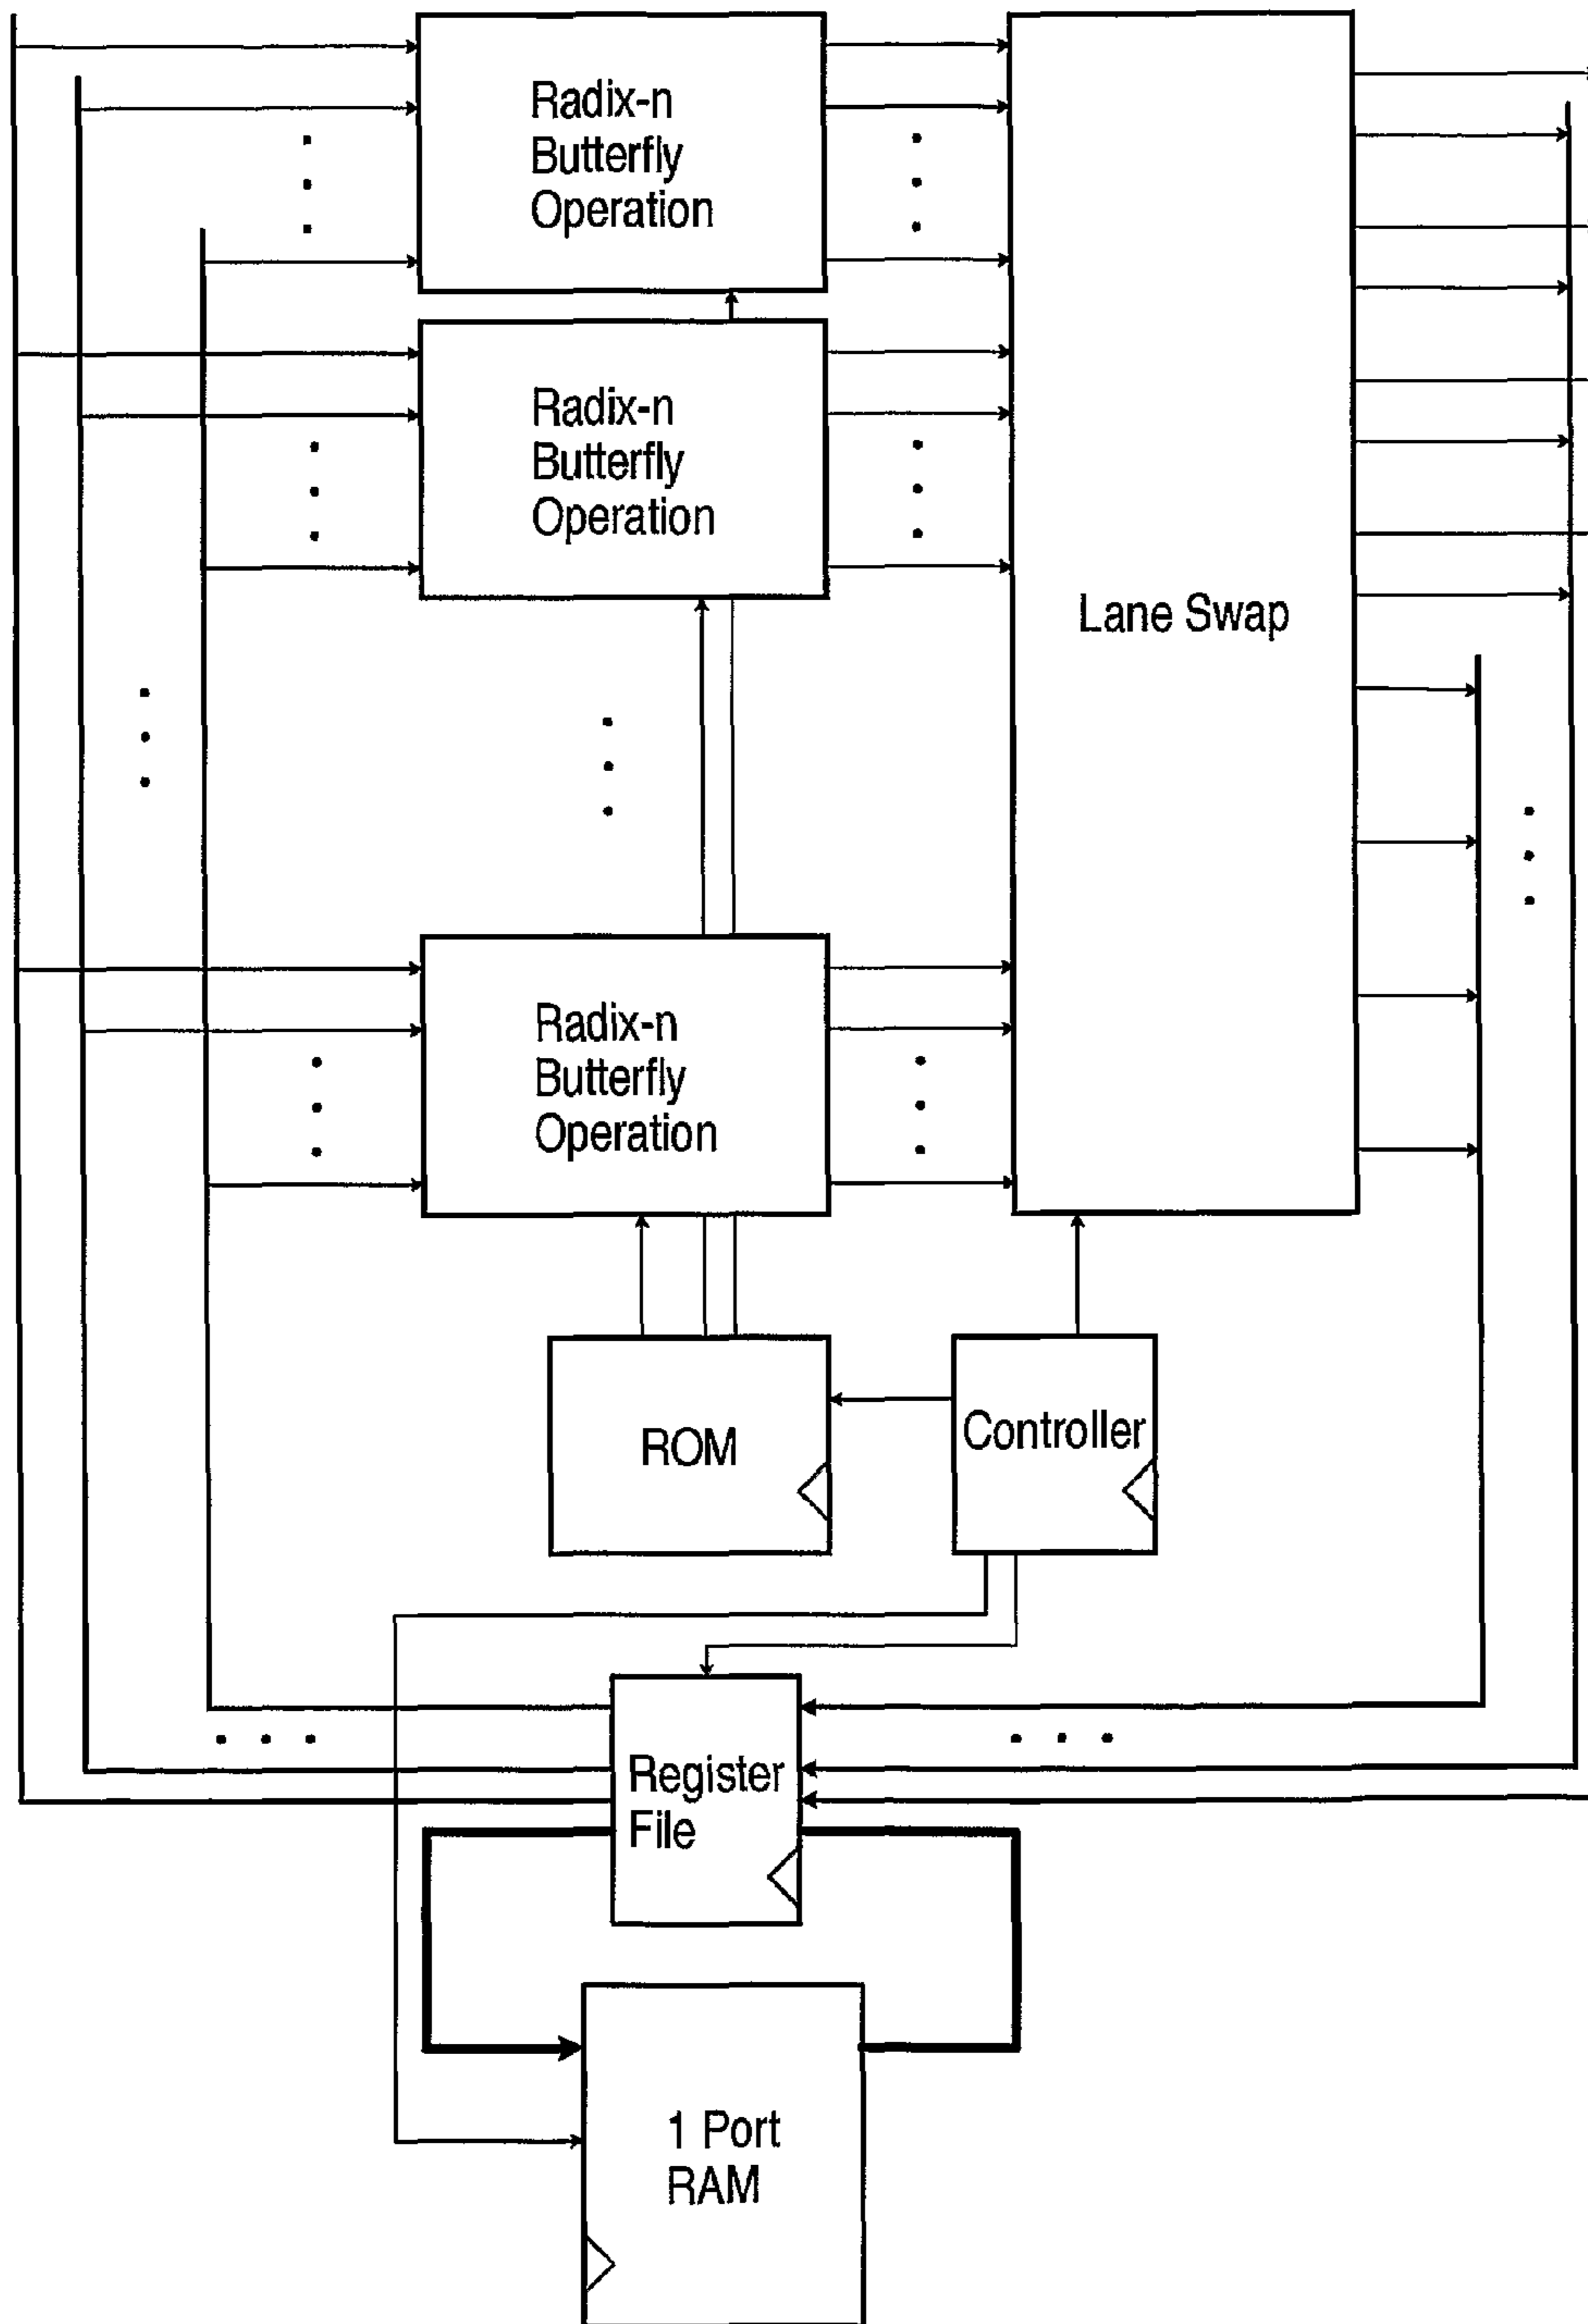 Radix-n
Butterfly
Operation
Radix-n
Butterfly
Operation
Lane Swap
Radix-n
Butterfly
Operation
ROM
Controller
Register
File
1 Port
RAM